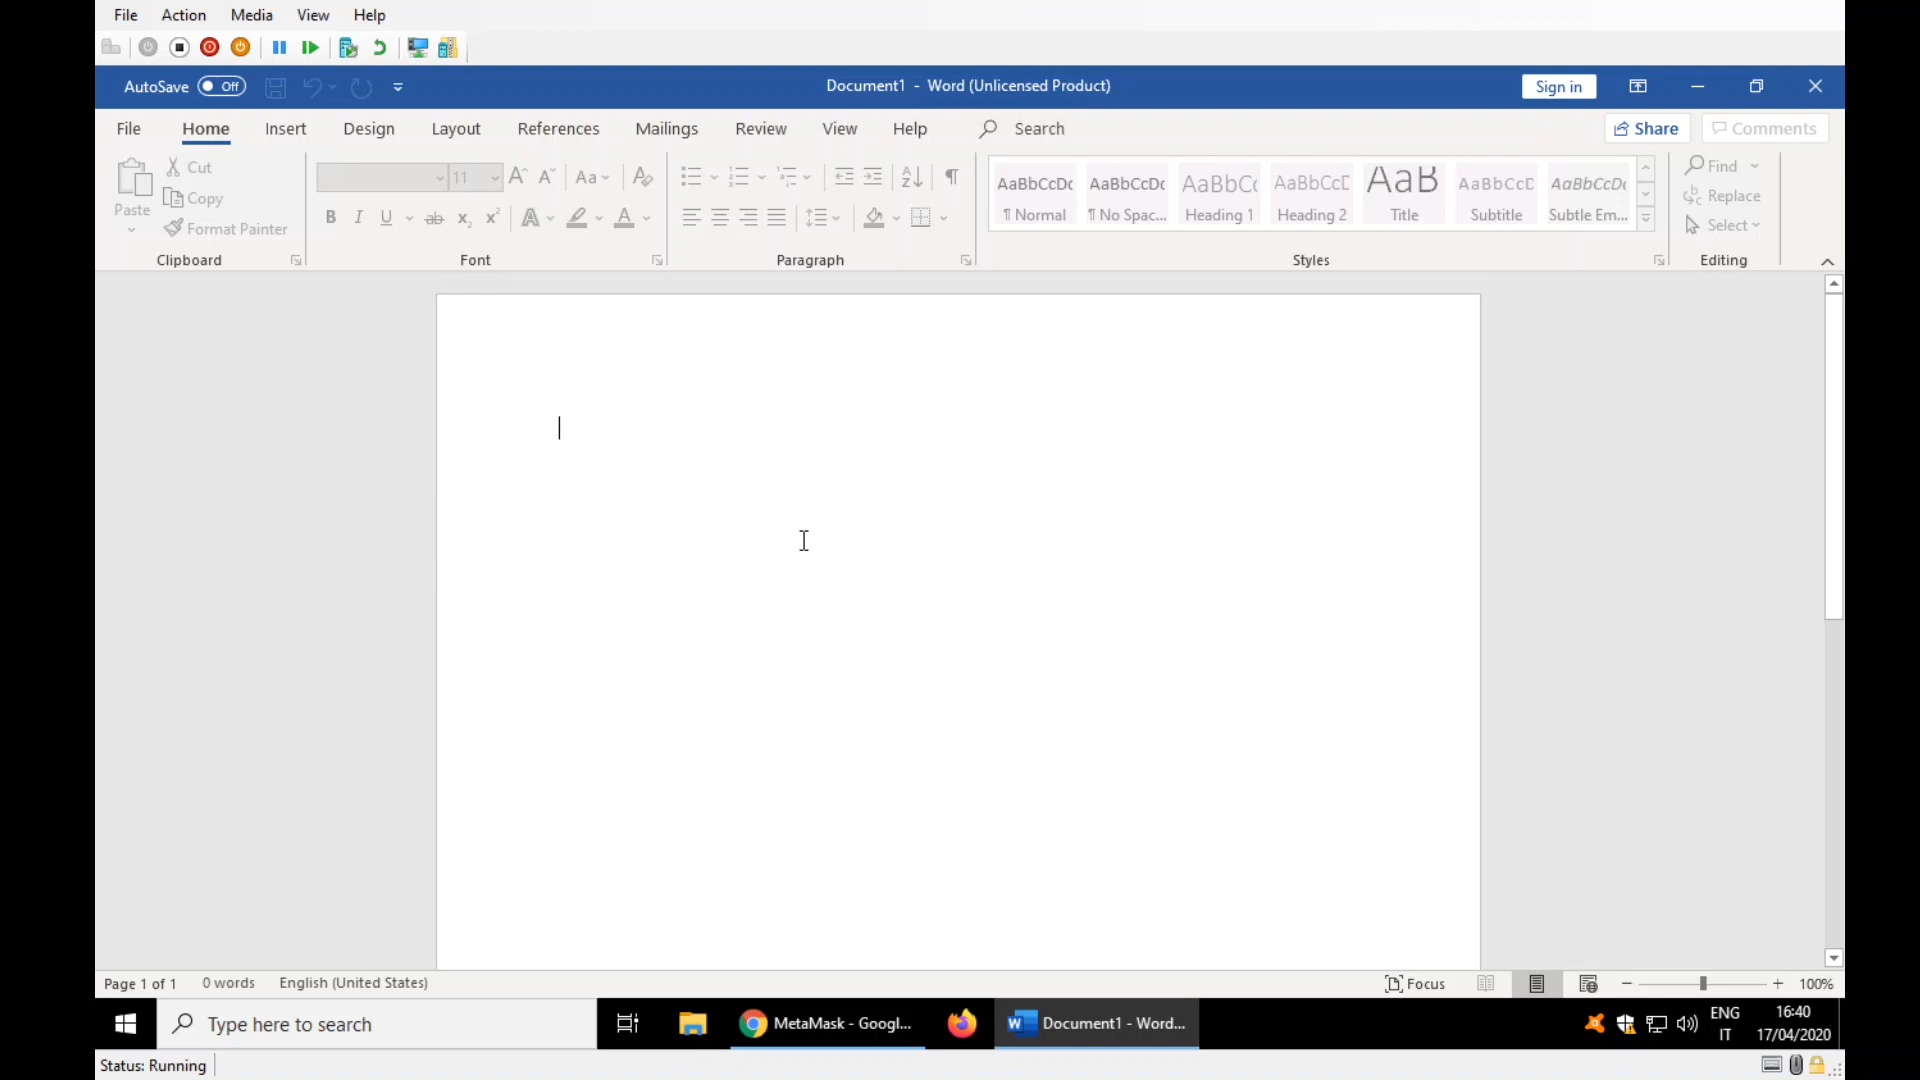 File Action Media View Help
AutoSave Off Document1 - Word (Unlicensed Product) Sign in
File Home Insert Design Layout References Mailings Review View Help Search Share Comments
Paste
Cut
Copy
Format Painter
Clipboard
11
Aa
B I U ab x₂ x² A A
Font
Paragraph
AaBbCcDc AaBbCcDc AaBbCc AaBbCcD AaB AaBbCcD AaBbCcDc
¶ Normal ¶ No Spac... Heading 1 Heading 2 Title Subtitle Subtle Em...
Styles
Find
Replace
Select
Editing
Page 1 of 1 0 words English (United States) Focus 100%
Type here to search MetaMask - Googl... Document1 - Word... ENG 16:40
IT 17/04/2020
Status: Running